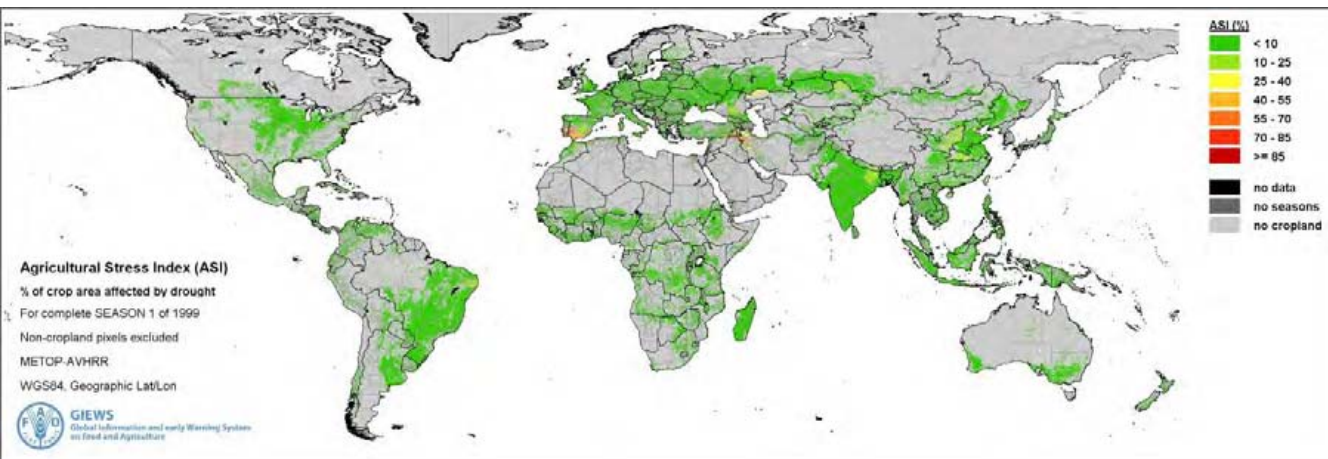 ASI (%)
< 10
10 - 25
25 - 40
40 - 55
55 - 70
70 - 85
>= 85
no data
no seasons
no cropland
Agricultural Stress Index (ASI)
% of crop area affected by drought
For complete SEASON 1 of 1999
Non-cropland pixels excluded
METOP-AVHRR
WGS84, Geographic Lat/Lon
F A O
GIEWS
Global Information and early Warning System
on food and Agriculture